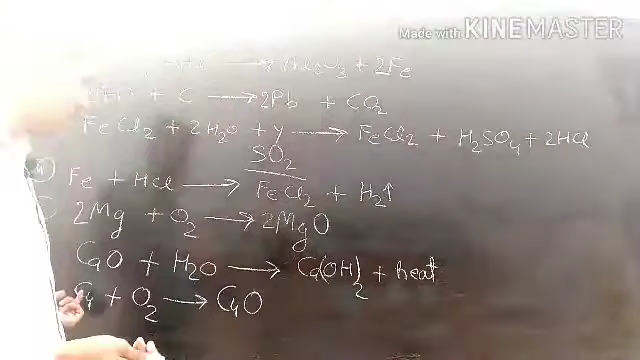 Made with KINEMASTER
→ + 2Fe
+ C → 2Pb + CO2
FeCl2 + 2H2O + y → FeCl2 + H2SO4 + 2HCl
SO2
Fe + HCl → FeCl2 + H2↑
2Mg + O2 → 2MgO
CaO + H2O → Ca(OH)2 + heat
+ O2 → CuO